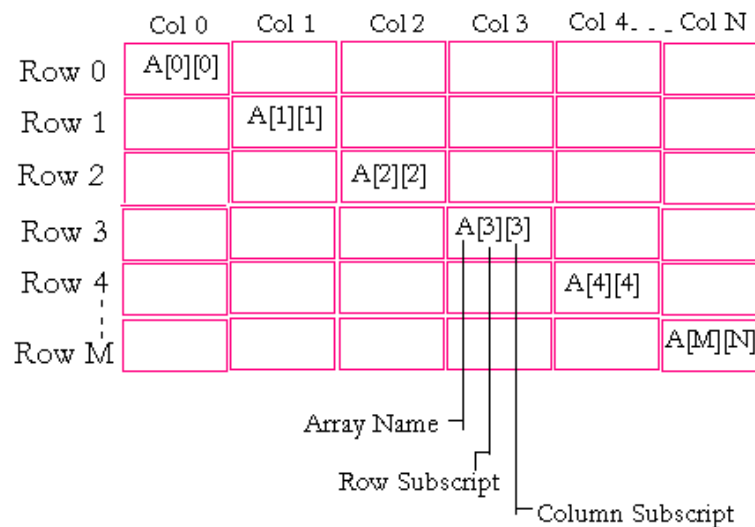 Col 0 Col 1 Col 2 Col 3 Col 4 Col N
Row 0 A[0][0]
Row 1 A[1][1]
Row 2 A[2][2]
Row 3 A[3][3]
Row 4 A[4][4]
Row M A[M][N]
Array Name
Row Subscript
Column Subscript